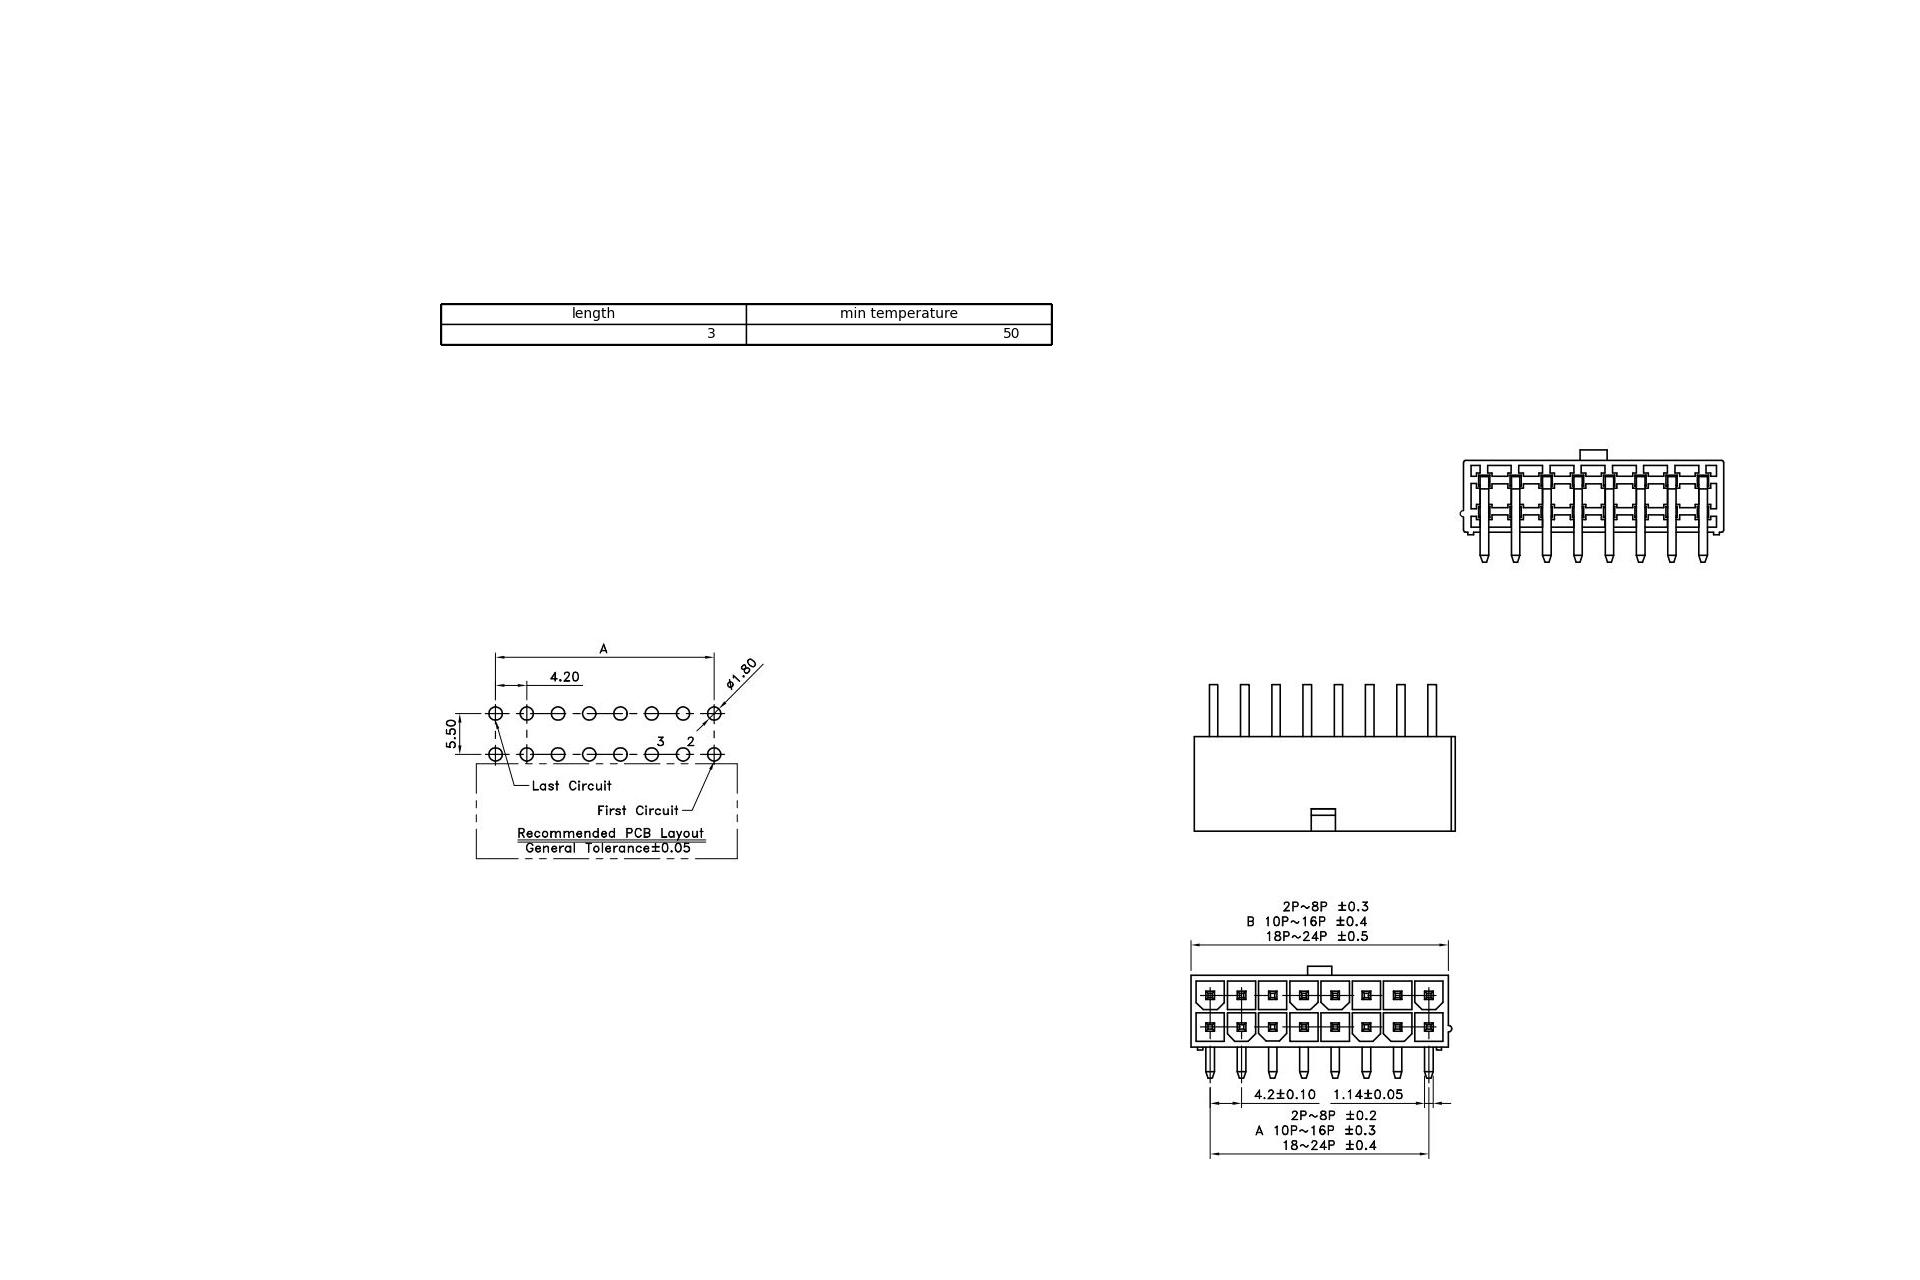 length min temperature
3 50
A
4.20
ø1.80
5.50
3 2
Last Circuit
First Circuit
Recommended PCB Layout
General Tolerance±0.05
2P~8P ±0.3
B 10P~16P ±0.4
18P~24P ±0.5
4.2±0.10 1.14±0.05
2P~8P ±0.2
A 10P~16P ±0.3
18~24P ±0.4